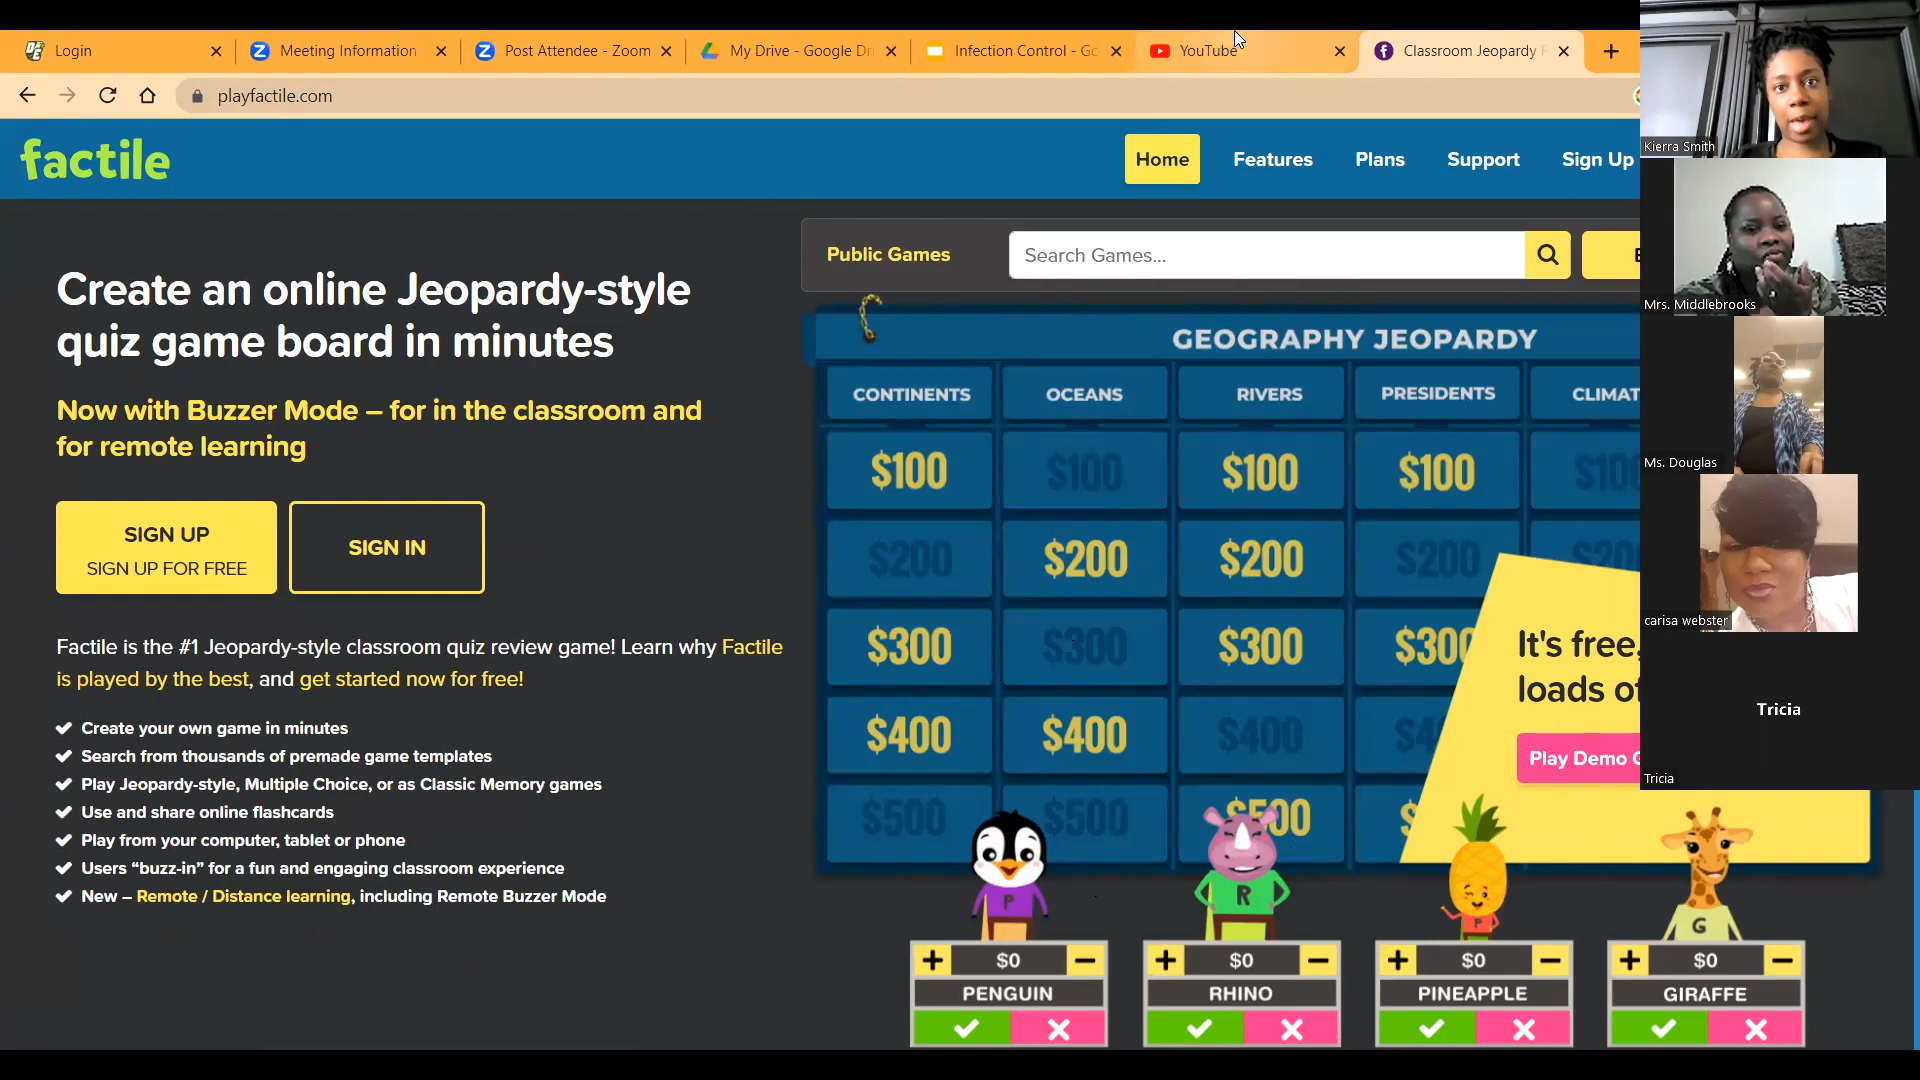 Login
Meeting Information
Post Attendee - Zoom
My Drive - Google Dr
Infection Control - Go
YouTube
Classroom Jeopardy
playfactile.com
factile
Home
Features
Plans
Support
Sign Up
Kierra Smith
Public Games
Search Games...
Create an online Jeopardy-style
quiz game board in minutes
Now with Buzzer Mode – for in the classroom and
for remote learning
SIGN UP
SIGN UP FOR FREE
SIGN IN
Factile is the #1 Jeopardy-style classroom quiz review game! Learn why Factile
is played by the best, and get started now for free!
✔ Create your own game in minutes
✔ Search from thousands of premade game templates
✔ Play Jeopardy-style, Multiple Choice, or as Classic Memory games
✔ Use and share online flashcards
✔ Play from your computer, tablet or phone
✔ Users “buzz-in” for a fun and engaging classroom experience
✔ New – Remote / Distance learning, including Remote Buzzer Mode
GEOGRAPHY JEOPARDY
CONTINENTS OCEANS RIVERS PRESIDENTS CLIMAT
$100 $100 $100 $100 $100
$200 $200 $200 $200 $200
$300 $300 $300 $300
$400 $400 $400 $4
$500 $500 $500 $
It's free,
loads of
Play Demo G
P
R
P
G
+ $0 −
PENGUIN
+ $0 −
RHINO
+ $0 −
PINEAPPLE
+ $0 −
GIRAFFE
Mrs. Middlebrooks
Ms. Douglas
carisa webster
Tricia
Tricia